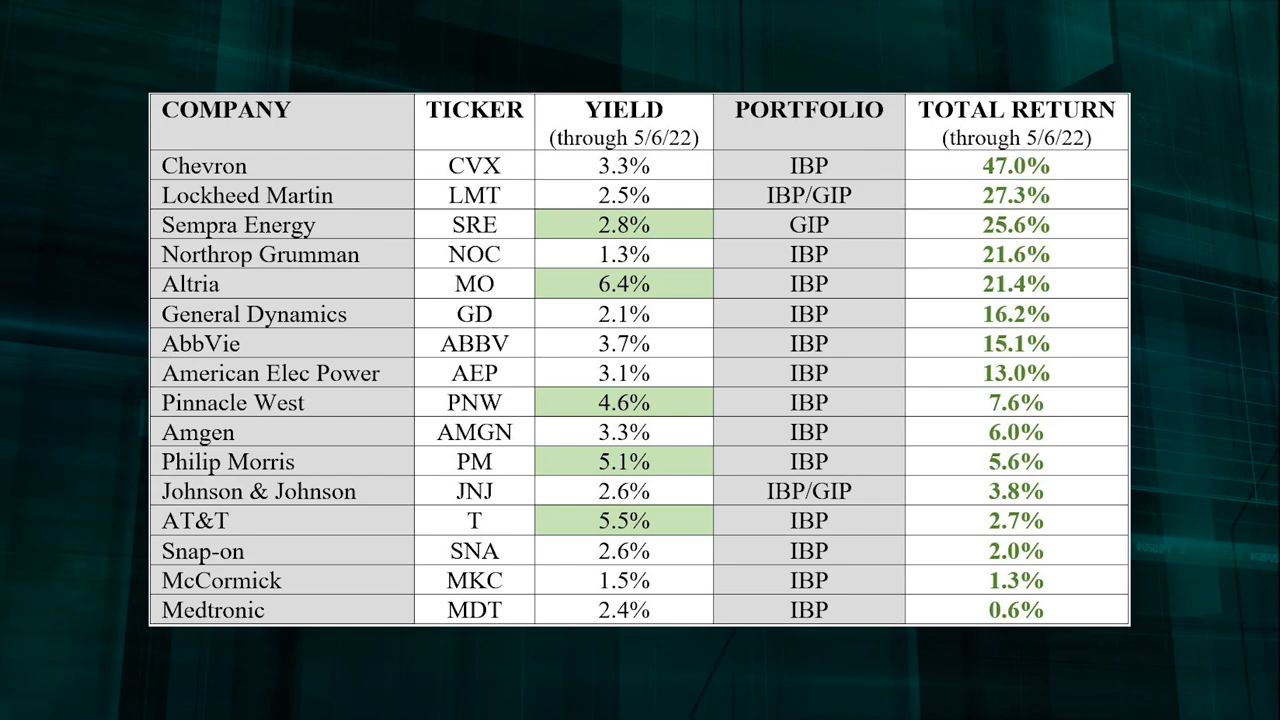 COMPANY TICKER YIELD PORTFOLIO TOTAL RETURN
(through 5/6/22) (through 5/6/22)
Chevron CVX 3.3% IBP 47.0%
Lockheed Martin LMT 2.5% IBP/GIP 27.3%
Sempra Energy SRE 2.8% GIP 25.6%
Northrop Grumman NOC 1.3% IBP 21.6%
Altria MO 6.4% IBP 21.4%
General Dynamics GD 2.1% IBP 16.2%
AbbVie ABBV 3.7% IBP 15.1%
American Elec Power AEP 3.1% IBP 13.0%
Pinnacle West PNW 4.6% IBP 7.6%
Amgen AMGN 3.3% IBP 6.0%
Philip Morris PM 5.1% IBP 5.6%
Johnson & Johnson JNJ 2.6% IBP/GIP 3.8%
AT&T T 5.5% IBP 2.7%
Snap-on SNA 2.6% IBP 2.0%
McCormick MKC 1.5% IBP 1.3%
Medtronic MDT 2.4% IBP 0.6%